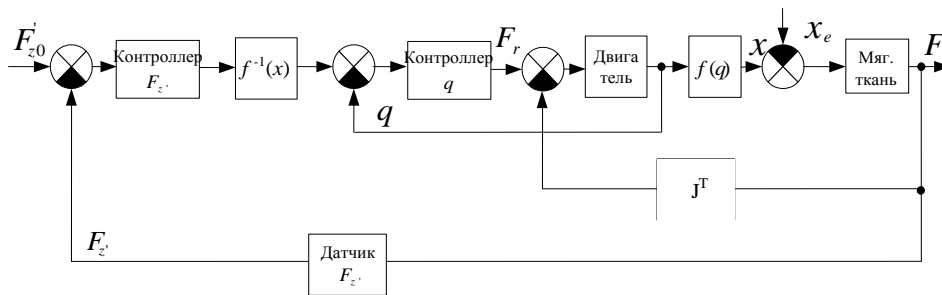 F'z0
Контроллер
Fz'
f⁻¹(x)
Контроллер
q
Fr
Двига
тель
f(q)
x
xe
Мяг.
ткань
F
q
Jᵀ
Fz'
Датчик
Fz'